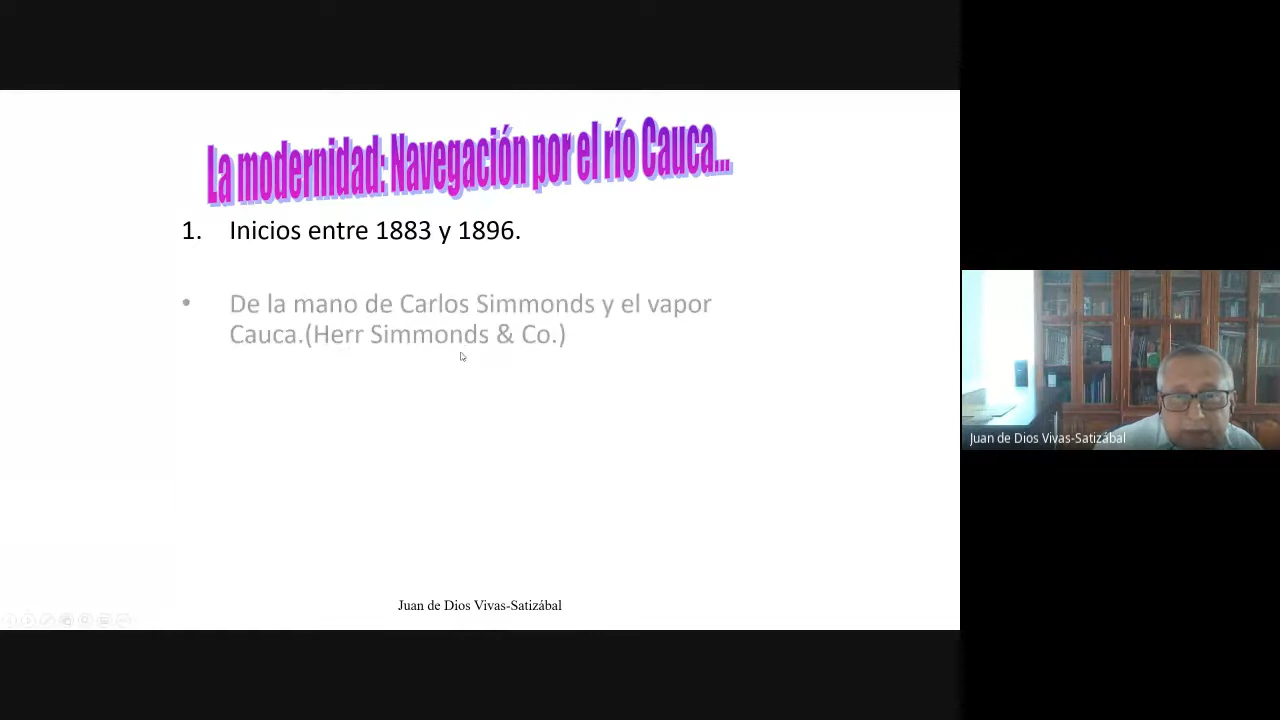 La modernidad: Navegación por el río Cauca...
1. Inicios entre 1883 y 1896.
• De la mano de Carlos Simmonds y el vapor
Cauca.(Herr Simmonds & Co.)
Juan de Dios Vivas-Satizábal
Juan de Dios Vivas-Satizábal